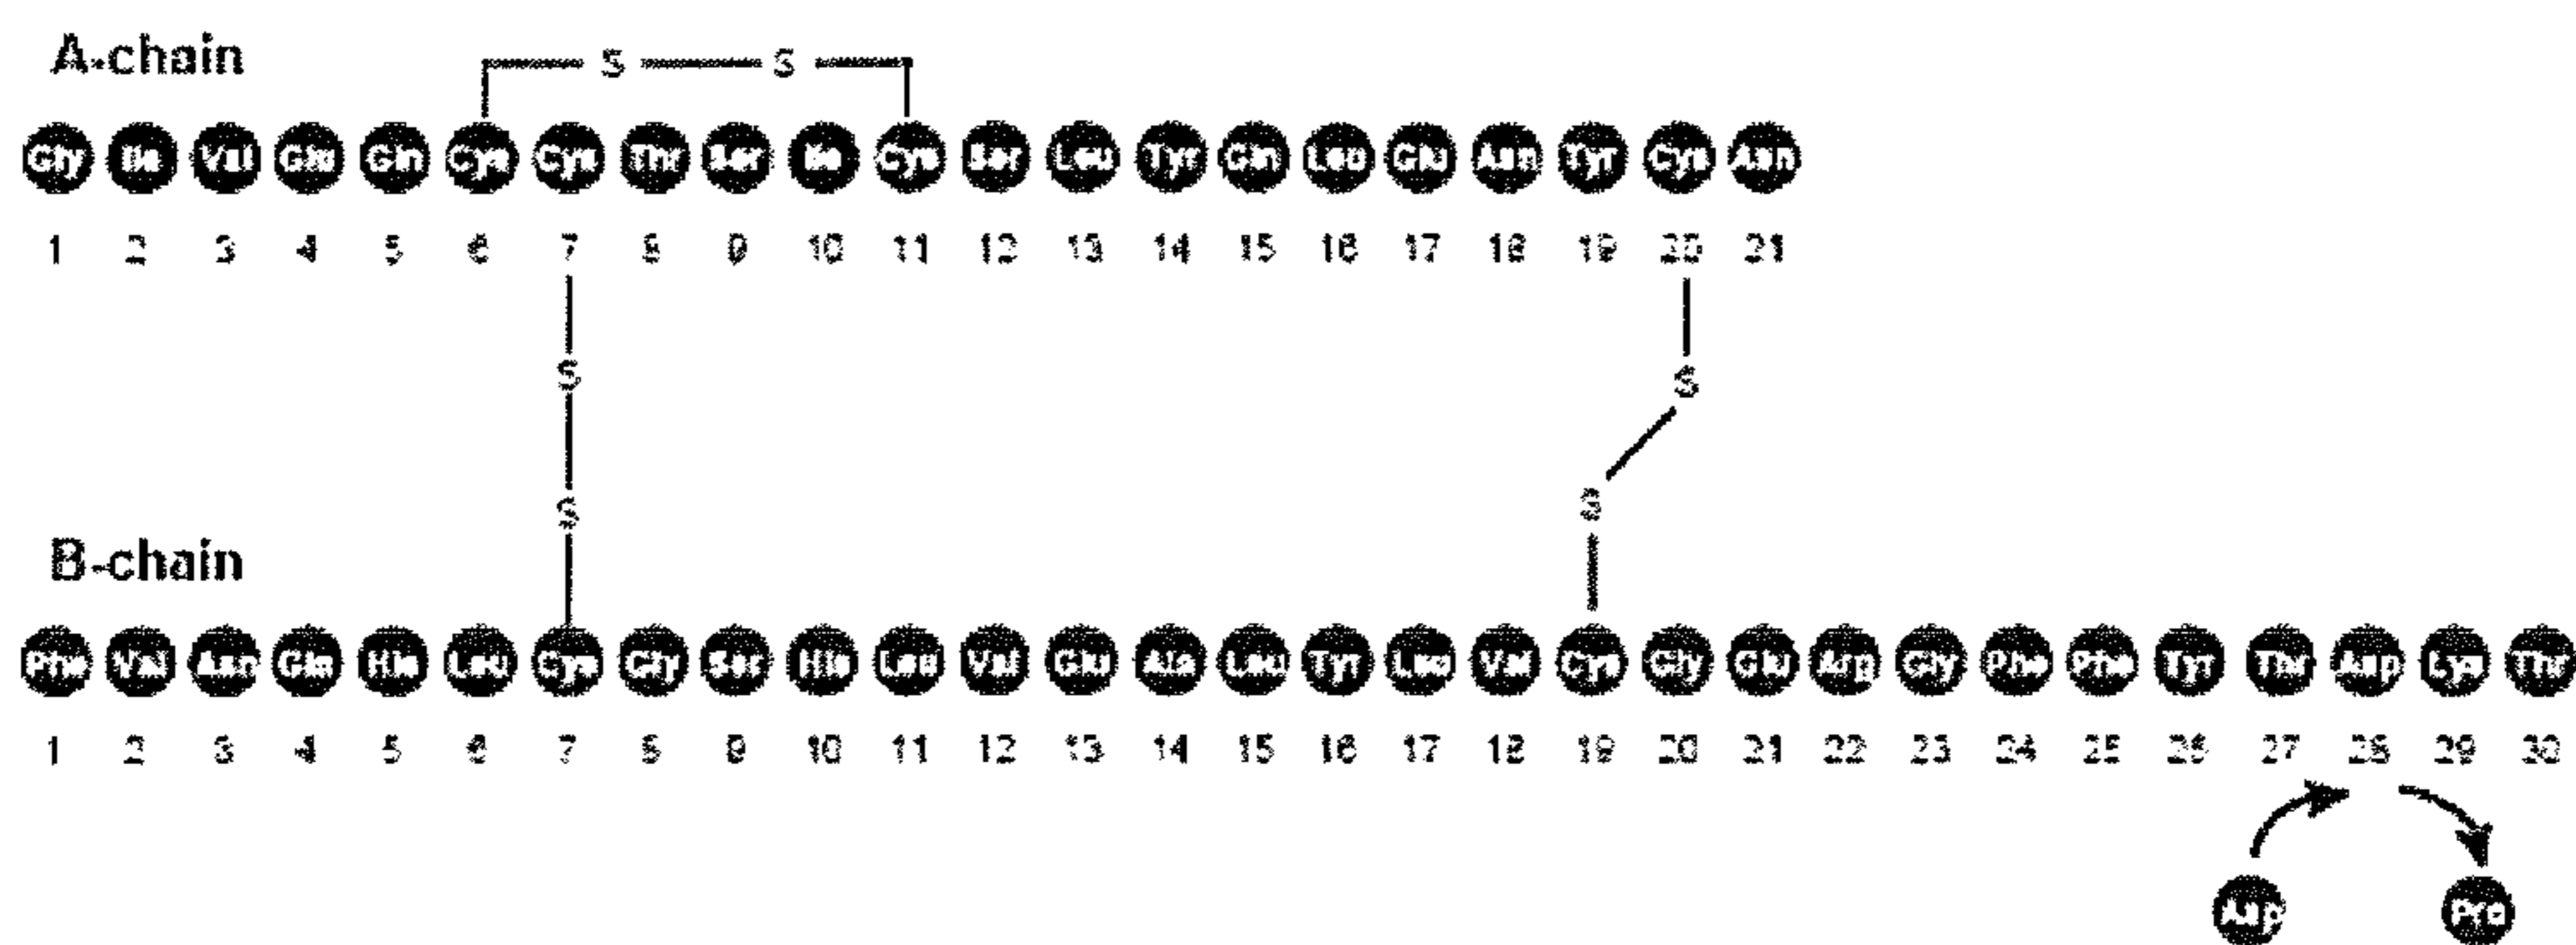 A-chain
S S
Gly Ile Val Glu Gln Cys Cys Thr Ser Ile Cys Ser Leu Tyr Gln Leu Glu Asn Tyr Cys Asn
1 2 3 4 5 6 7 8 9 10 11 12 13 14 15 16 17 18 19 20 21
S S
S S
B-chain
Phe Val Asn Gln His Leu Cys Gly Ser His Leu Val Glu Ala Leu Tyr Leu Val Cys Gly Glu Arg Gly Phe Phe Tyr Thr Asp Lys Thr
1 2 3 4 5 6 7 8 9 10 11 12 13 14 15 16 17 18 19 20 21 22 23 24 25 26 27 28 29 30
Asp Pro